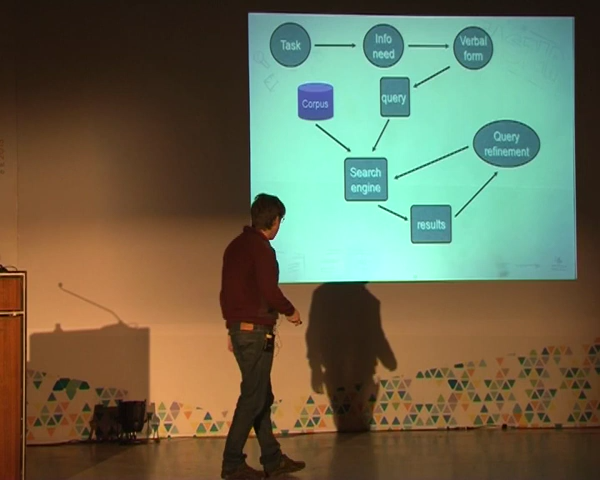 Task
Info
need
Verbal
form
Corpus
query
Query
refinement
Search
engine
results